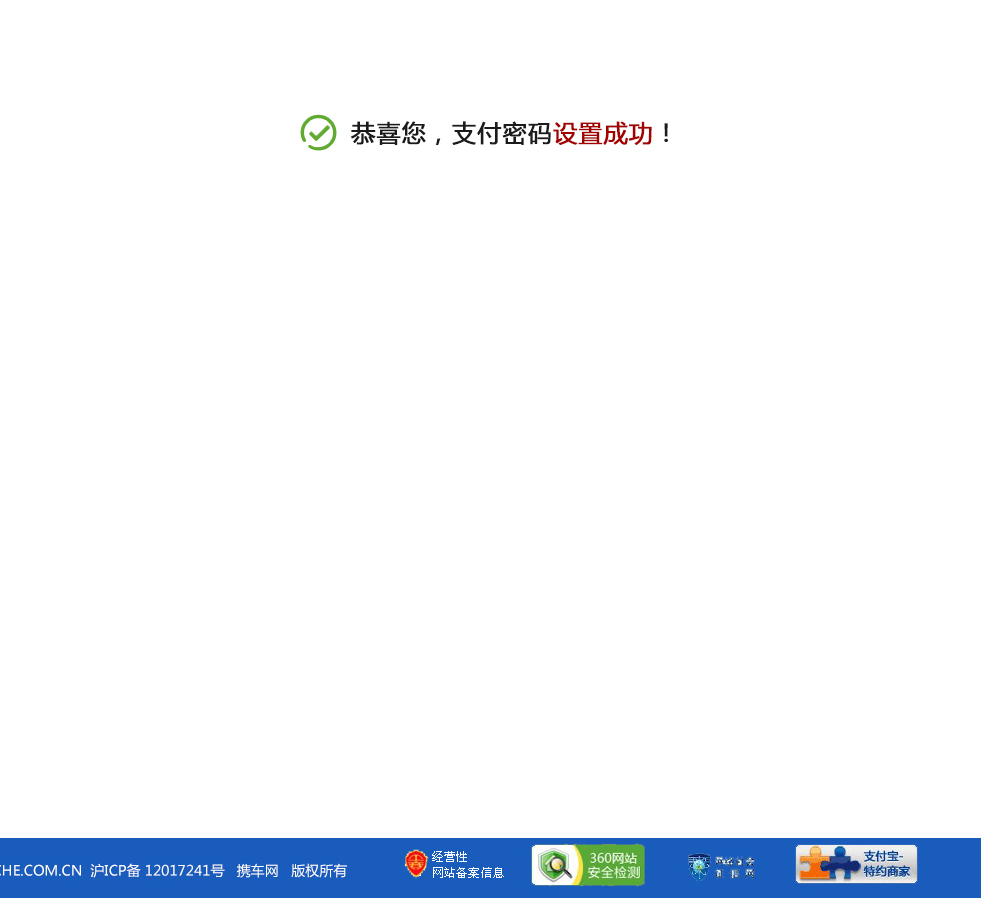 恭喜您，支付密码设置成功！
CHE.COM.CN 沪ICP备 12017241号 携车网 版权所有
经营性
网站备案信息
360网站
安全检测
支付宝-
特约商家